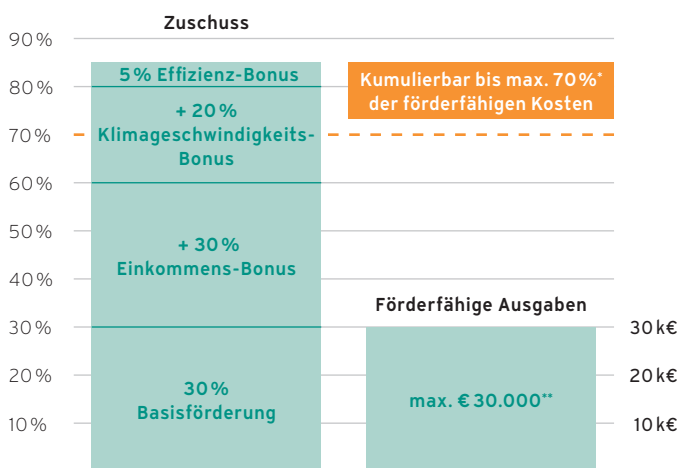 Zuschuss
90%
5% Effizienz-Bonus
80%
Kumulierbar bis max. 70%*
der förderfähigen Kosten
+ 20%
Klimageschwindigkeits-
Bonus
70%
60%
50%
+ 30%
Einkommens-Bonus
40%
Förderfähige Ausgaben
30%
30k€
20%
20k€
30%
Basisförderung
max. € 30.000**
10%
10k€